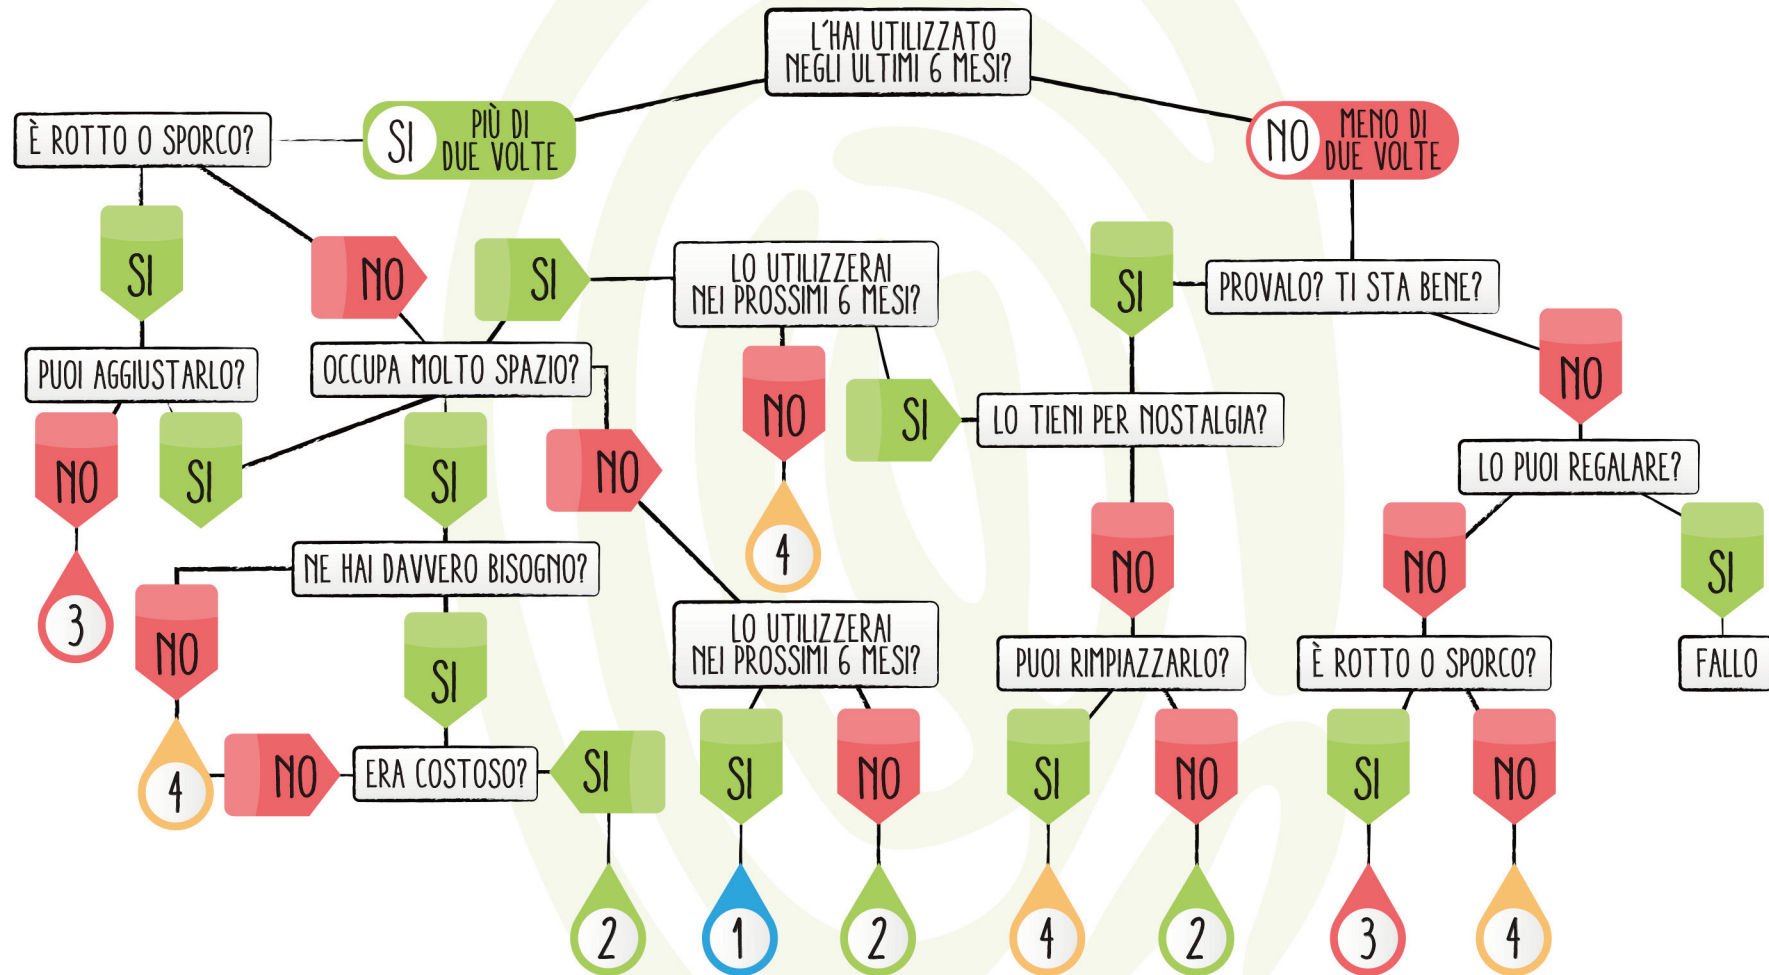 L'HAI UTILIZZATO
NEGLI ULTIMI 6 MESI?
SI
PIÙ DI
DUE VOLTE
NO
MENO DI
DUE VOLTE
È ROTTO O SPORCO?
SI
NO
SI
LO UTILIZZERAI
NEI PROSSIMI 6 MESI?
SI
PROVALO? TI STA BENE?
NO
PUOI AGGIUSTARLO?
OCCUPA MOLTO SPAZIO?
NO
SI
LO TIENI PER NOSTALGIA?
NO
SI
SI
NO
LO PUOI REGALARE?
4
NO
NO
SI
NE HAI DAVVERO BISOGNO?
3
NO
SI
LO UTILIZZERAI
NEI PROSSIMI 6 MESI?
PUOI RIMPIAZZARLO?
È ROTTO O SPORCO?
FALLO
4
NO
ERA COSTOSO?
SI
SI
NO
SI
NO
SI
NO
2
1
2
4
2
3
4